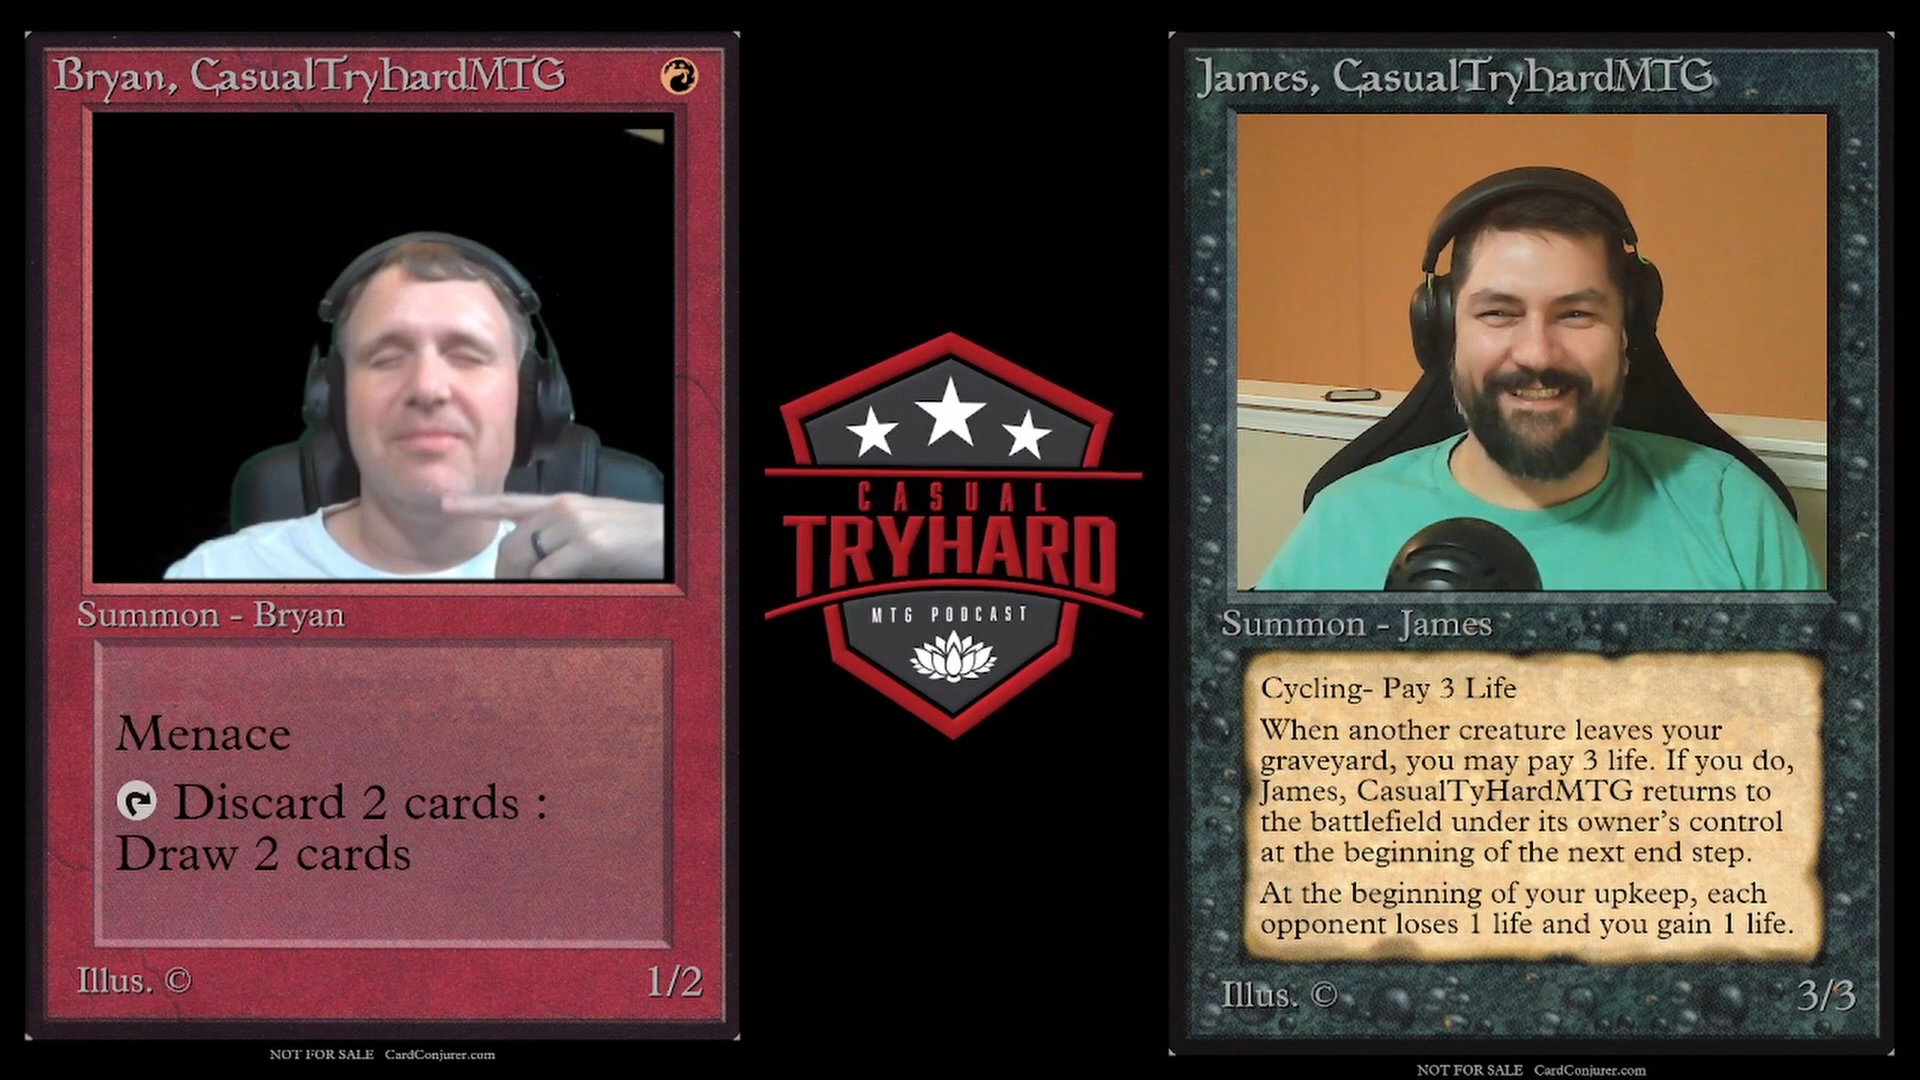 Bryan, CasualTryhardMTG
Summon - Bryan
Menace
Discard 2 cards :
Draw 2 cards
Illus. ©
1/2
NOT FOR SALE CardConjurer.com
CASUAL
TRYHARD
MTG PODCAST
James, CasualTryhardMTG
Summon - James
Cycling- Pay 3 Life
When another creature leaves your
graveyard, you may pay 3 life. If you do,
James, CasualTyHardMTG returns to
the battlefield under its owner's control
at the beginning of the next end step.
At the beginning of your upkeep, each
opponent loses 1 life and you gain 1 life.
Illus. ©
3/3
NOT FOR SALE CardConjurer.com